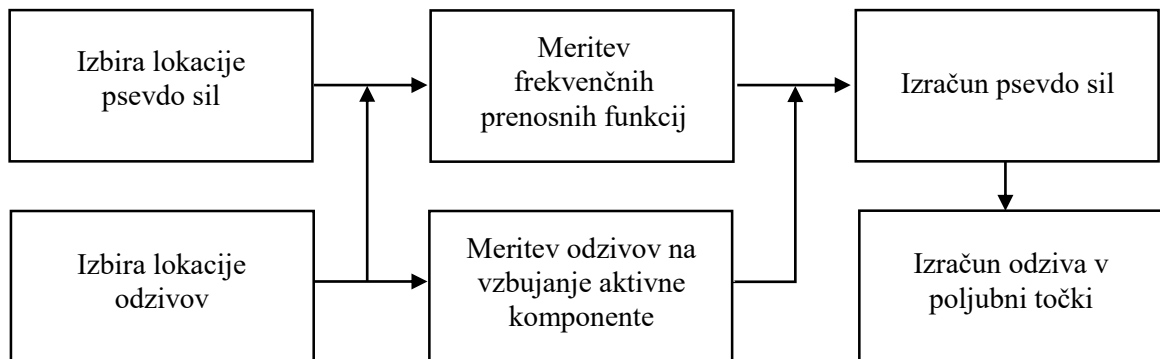 Izbira lokacije
psevdo sil
Meritev
frekvenčnih
prenosnih funkcij
Izračun psevdo sil
Izbira lokacije
odzivov
Meritev odzivov na
vzbujanje aktivne
komponente
Izračun odziva v
poljubni točki